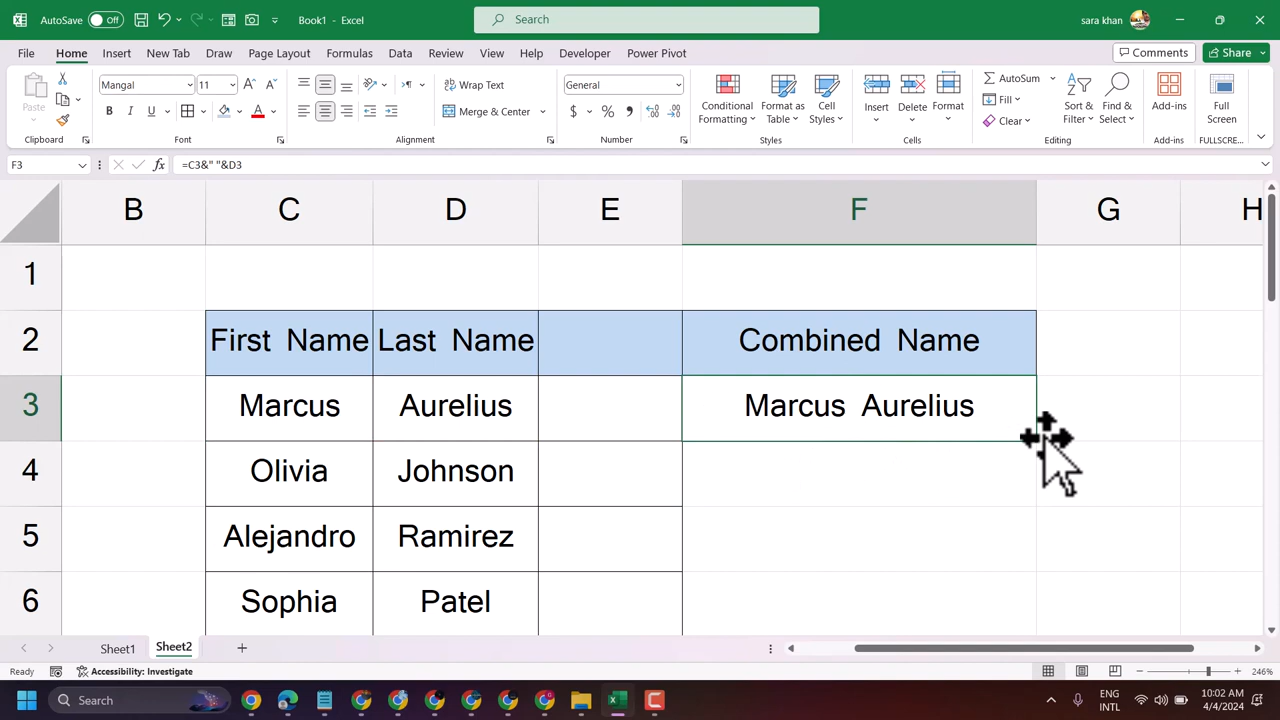 AutoSave Off Book1 - Excel Search sara khan
File Home Insert New Tab Draw Page Layout Formulas Data Review View Help Developer Power Pivot Comments Share
Paste Mangal 11 A A Wrap Text General Conditional Formatting Format as Table Cell Styles Insert Delete Format AutoSum Sort & Filter Find & Select Add-ins Full Screen
B I U A Merge & Center $ % Fill
Clear
Clipboard Font Alignment Number Styles Cells Editing Add-ins FULLSCREE...
F3 fx =C3&" "&D3
B C D E F G H
1
2 First Name Last Name Combined Name
3 Marcus Aurelius Marcus Aurelius
4 Olivia Johnson
5 Alejandro Ramirez
6 Sophia Patel
Sheet1 Sheet2
Ready Accessibility: Investigate 246%
Search ENG INTL 10:02 AM 4/4/2024